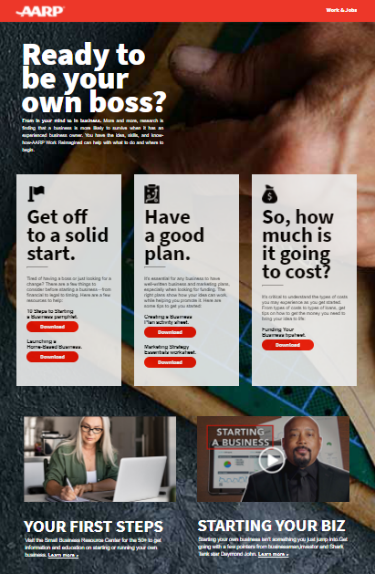 AARP
Work & Jobs
Ready to
be your
own boss?
From in your mind to in business, More and more, research is
finding that a business is more likely to survive when it has an
experienced business owner. You have the idea, skills, and know-
how-AARP Work Reimagined can help with what to do and where to
begin.
Get off
to a solid
start.
Tired of having a boss or just looking for a
change? There are a few things to
consider before starting a business - from
financial to legal to timing. Here are a few
resources to help:
10 Steps to Starting
a Business pamphlet.
Download
Launching a
Home-Based Business.
Download
Have
a good
plan.
It's essential for any business to have
well-written business and marketing plans,
especially when looking for funding. The
right plans show how your idea can work,
while helping you promote it. Here are
some tips to get you started:
Creating a Business
Plan activity sheet.
Download
Marketing Strategy
Essentials worksheet.
Download
So, how
much is
it going
to cost?
It's critical to understand the types of costs
you may experience as you get started.
From types of costs to types of loans, get
tips on how to get the money you need to
bring your idea to life.
Funding Your
Business tipsheet.
Download
STARTING
A BUSINESS
YOUR FIRST STEPS
Visit the Small Business Resource Center for the 50+ to get
information and education on starting or running your own
business. Learn more >
STARTING YOUR BIZ
Starting your own business isn't something you just jump into. Get
going with a few pointers from businessman, investor and Shark
Tank star Daymond John. Learn more >